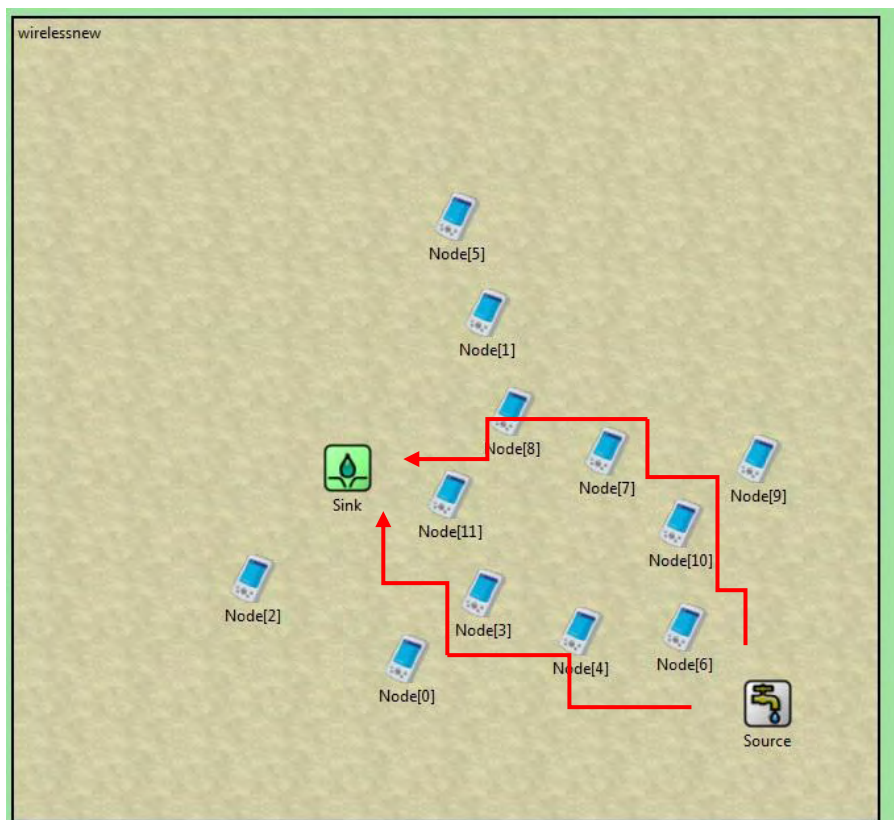 wirelessnew
Node[5]
Node[1]
Node[8]
Node[7]
Node[9]
Sink
Node[11]
Node[10]
Node[2]
Node[3]
Node[4]
Node[6]
Node[0]
Source